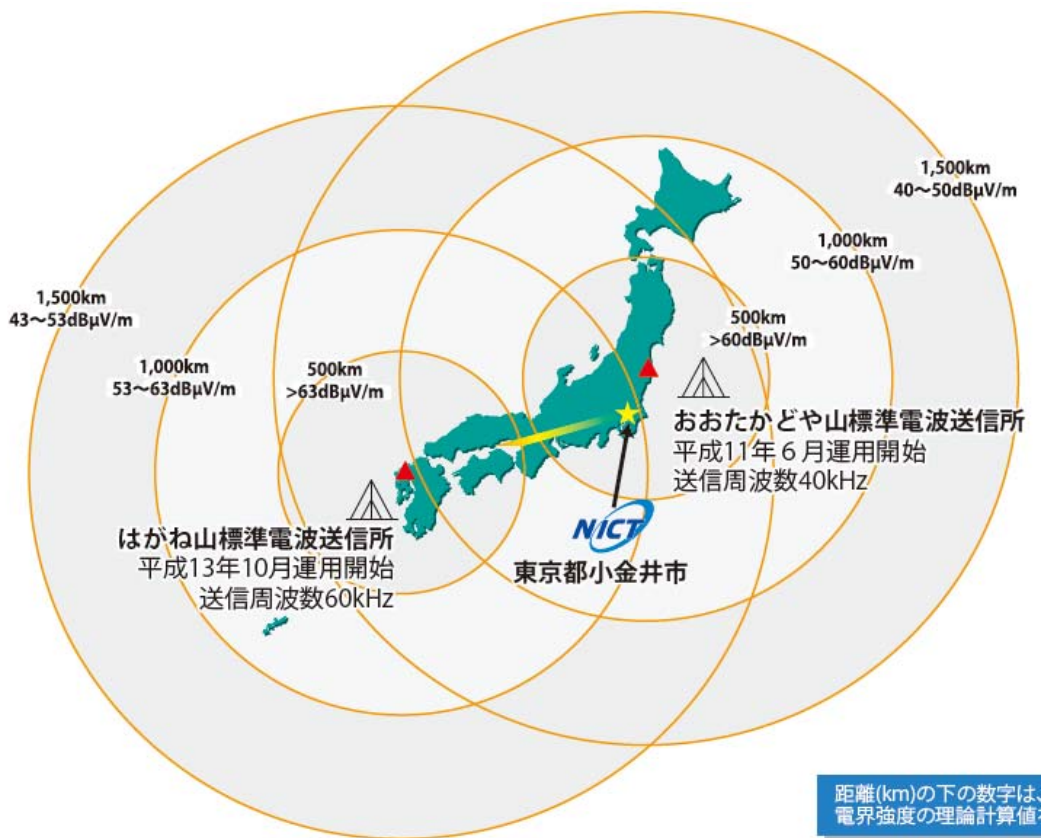 1,500km
40～50dBμV/m
1,000km
50～60dBμV/m
500km
>60dBμV/m
1,500km
43～53dBμV/m
1,000km
53～63dBμV/m
500km
>63dBμV/m
おおたかどや山標準電波送信所
平成11年６月運用開始
送信周波数40kHz
はがね山標準電波送信所
平成13年10月運用開始
送信周波数60kHz
NICT
東京都小金井市
距離(km)の下の数字は、
電界強度の理論計算値